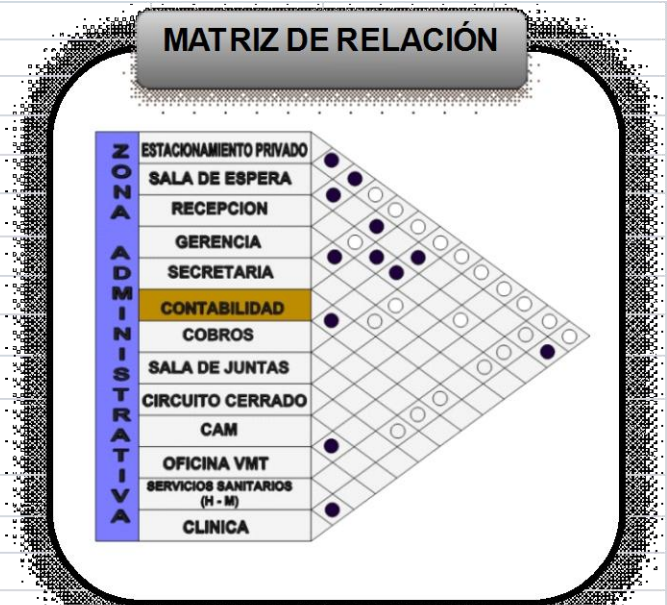 MATRIZ DE RELACIÓN
ZONA ADMINISTRATIVA
ESTACIONAMIENTO PRIVADO
SALA DE ESPERA
RECEPCION
GERENCIA
SECRETARIA
CONTABILIDAD
COBROS
SALA DE JUNTAS
CIRCUITO CERRADO
CAM
OFICINA VMT
SERVICIOS SANITARIOS
(H - M)
CLINICA